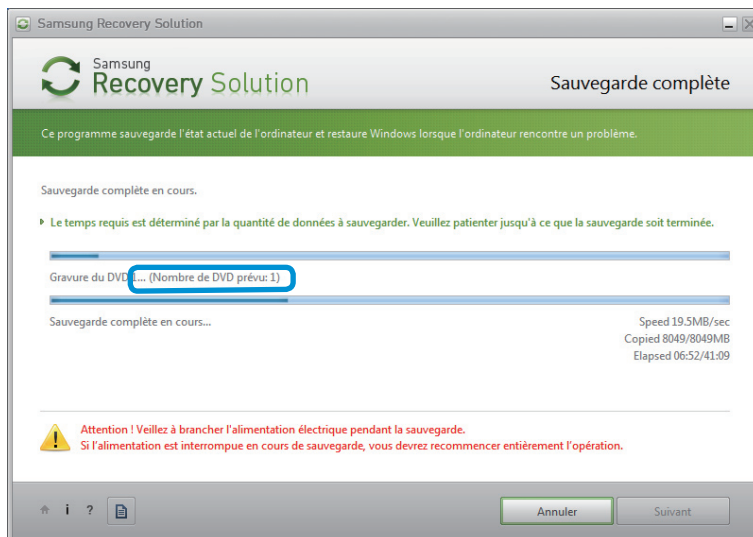 Samsung Recovery Solution
Samsung
Recovery Solution
Sauvegarde complète
Ce programme sauvegarde l'état actuel de l'ordinateur et restaure Windows lorsque l'ordinateur rencontre un problème.
Sauvegarde complète en cours.
Le temps requis est déterminé par la quantité de données à sauvegarder. Veuillez patienter jusqu'à ce que la sauvegarde soit terminée.
Gravure du DVD 1... (Nombre de DVD prévu: 1)
Sauvegarde complète en cours...
Speed 19.5MB/sec
Copied 8049/8049MB
Elapsed 06:52/41:09
Attention ! Veillez à brancher l'alimentation électrique pendant la sauvegarde.
Si l'alimentation est interrompue en cours de sauvegarde, vous devrez recommencer entièrement l'opération.
i ?
Annuler
Suivant